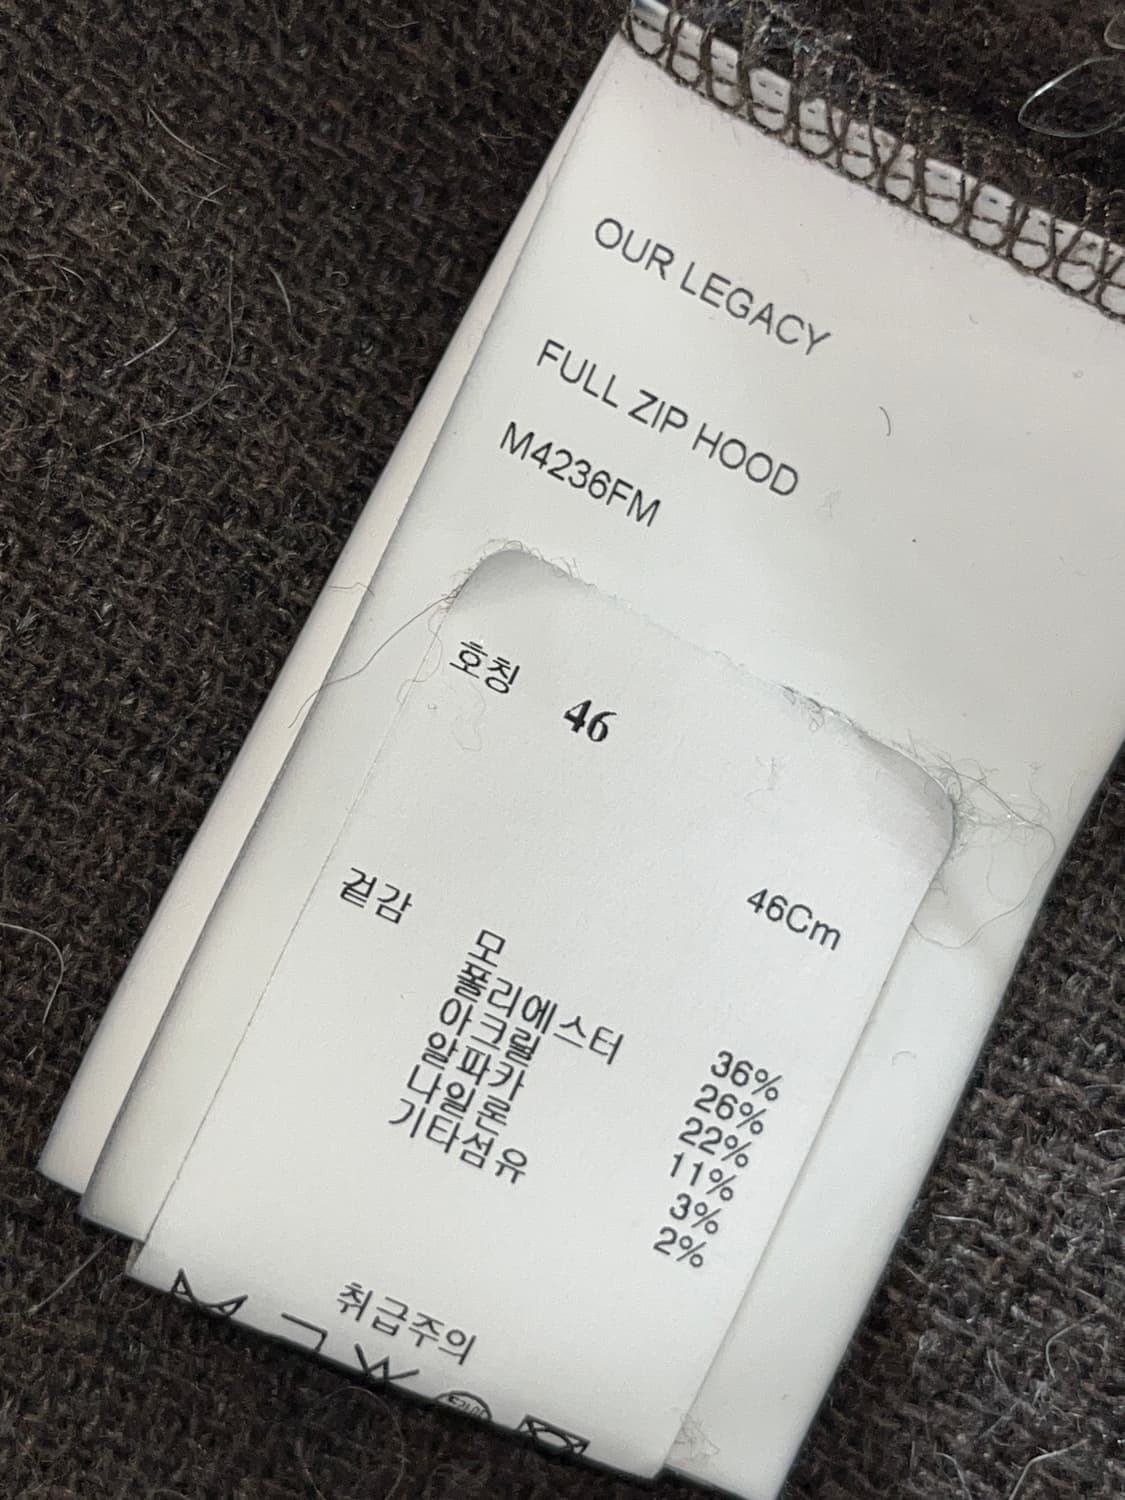 OUR LEGACY
FULL ZIP HOOD
M4236FM
호칭 46
46Cm
겉감
모 36%
폴리에스터 26%
아크릴 22%
알파카 11%
나일론 3%
기타섬유 2%
취급주의